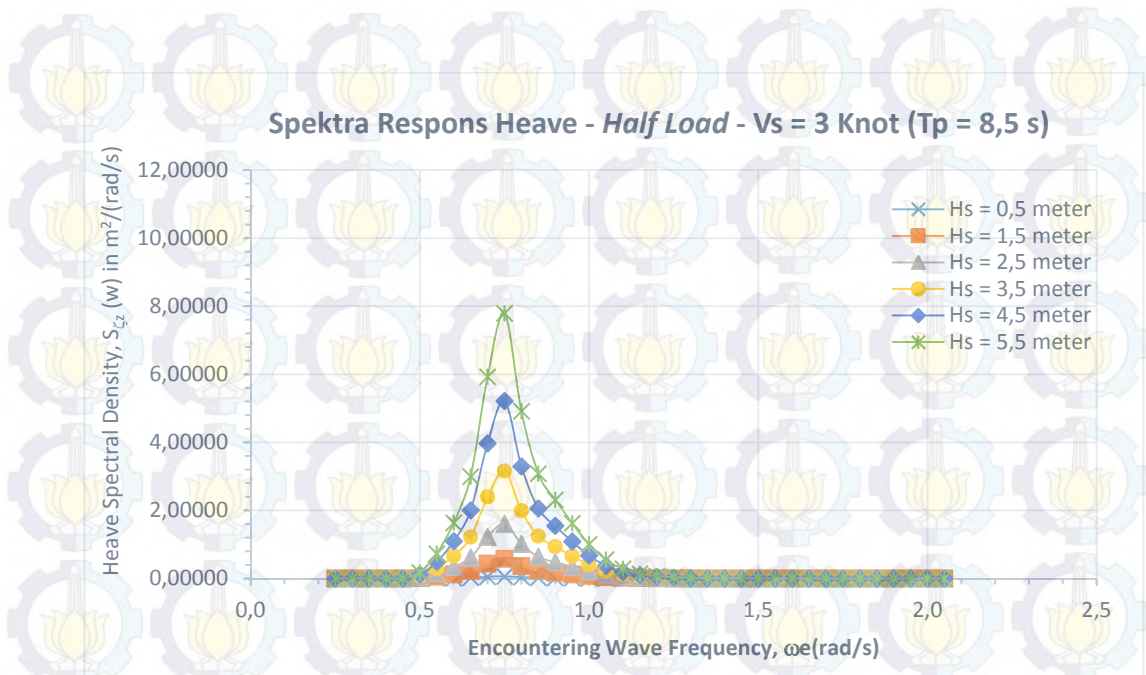 Spektra Respons Heave - Half Load - Vs = 3 Knot (Tp = 8,5 s)
Heave Spectral Density, Sζz (w) in m²/(rad/s)
12,00000
10,00000
8,00000
6,00000
4,00000
2,00000
0,00000
Hs = 0,5 meter
Hs = 1,5 meter
Hs = 2,5 meter
Hs = 3,5 meter
Hs = 4,5 meter
Hs = 5,5 meter
0,0 0,5 1,0 1,5 2,0 2,5
Encountering Wave Frequency, ωe(rad/s)